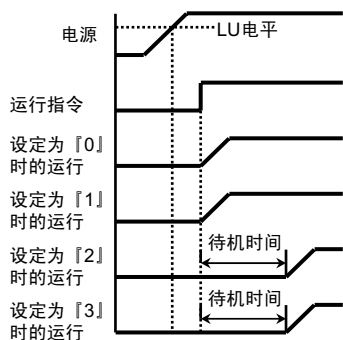 电源
LU电平
运行指令
设定为『0』
时的运行
设定为『1』
时的运行
设定为『2』
时的运行
待机时间
设定为『3』
时的运行
待机时间